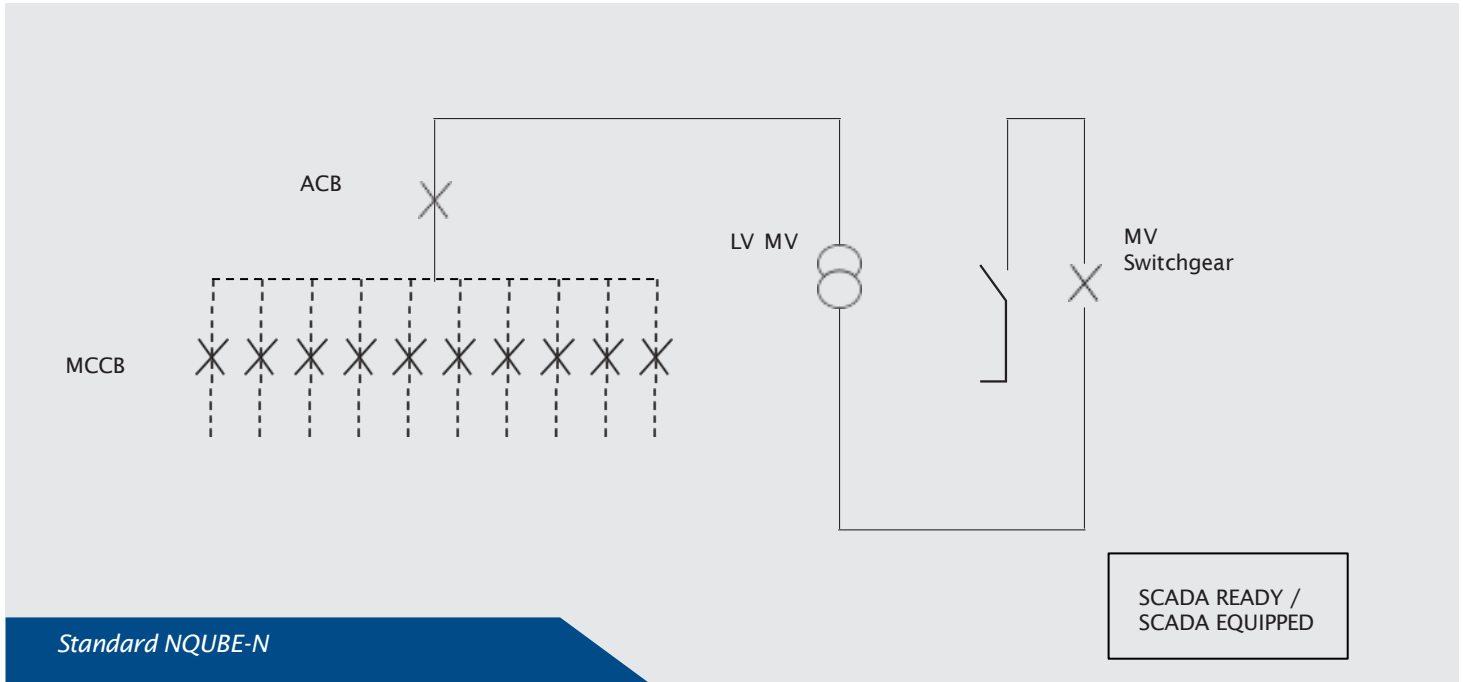 ACB
LV MV
MV
Switchgear
MCCB
SCADA READY /
SCADA EQUIPPED
Standard NQUBE-N